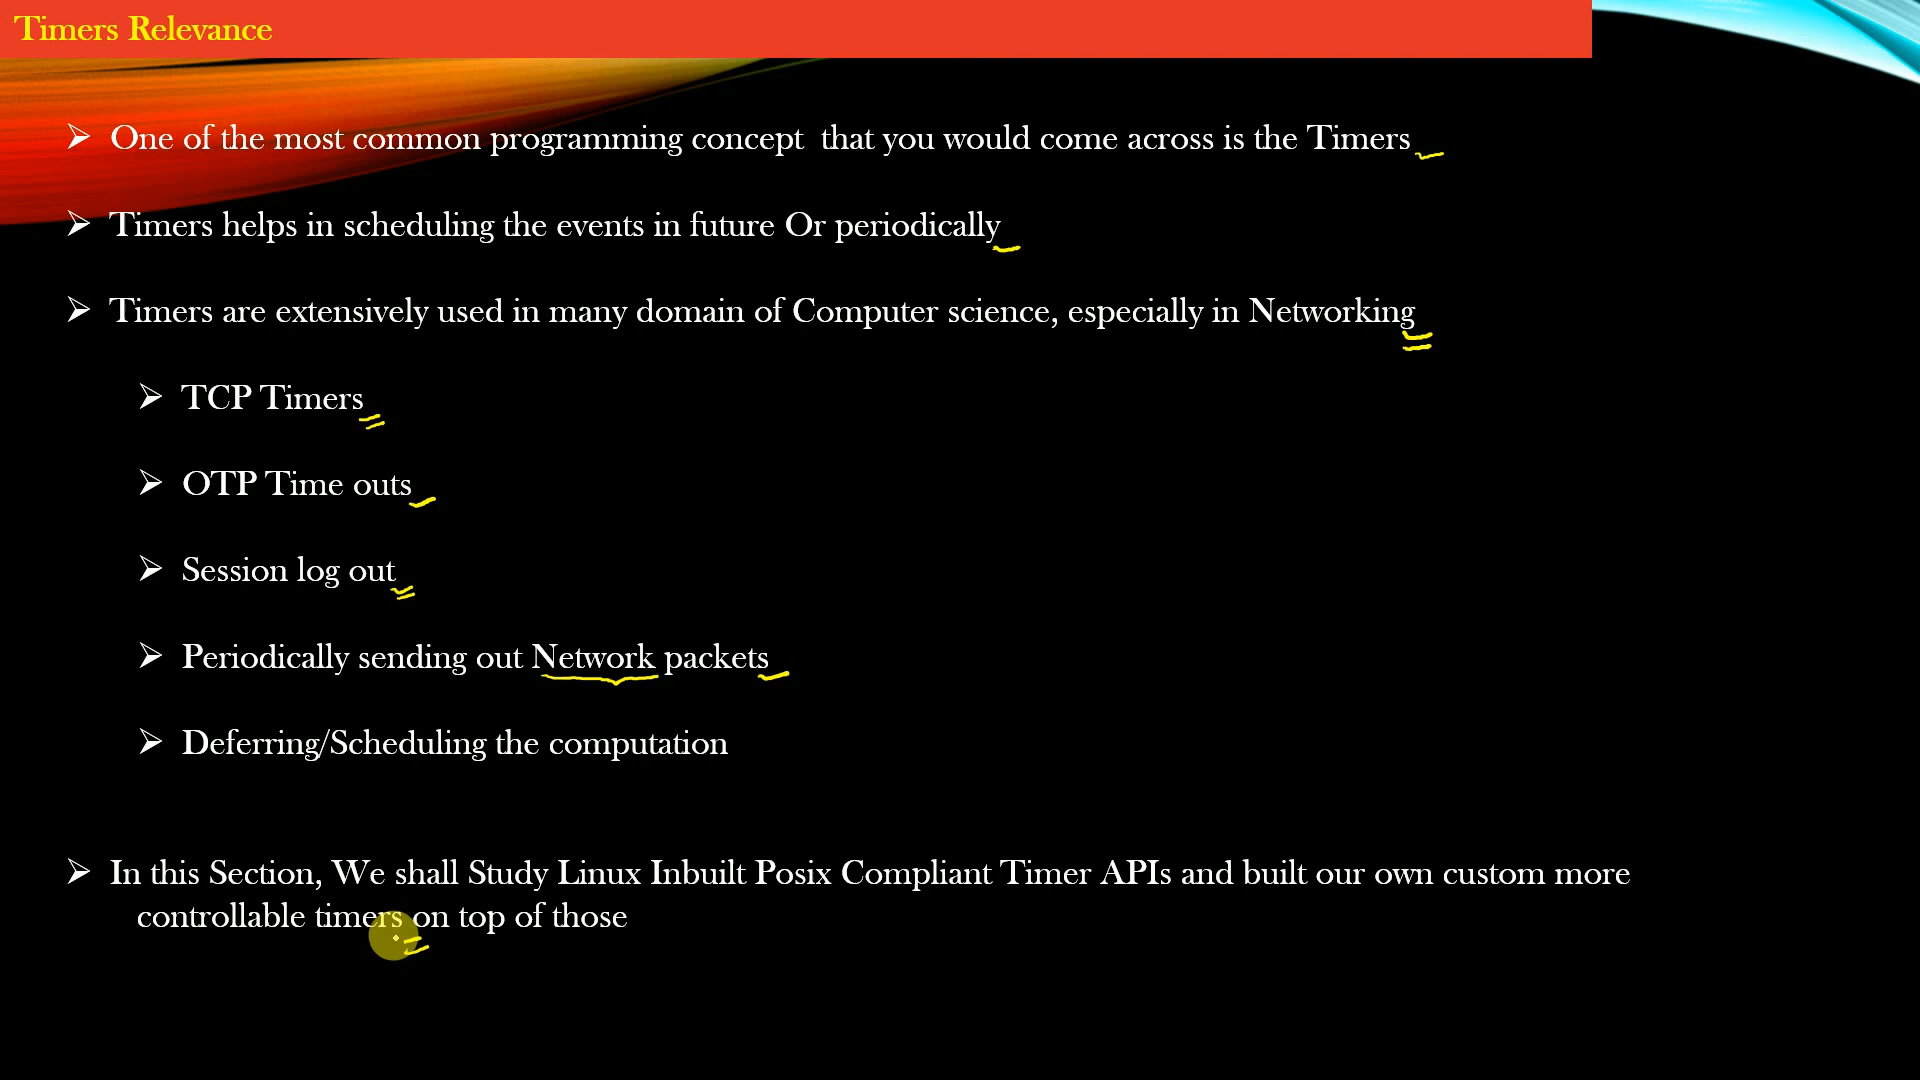 Timers Relevance
One of the most common programming concept that you would come across is the Timers
Timers helps in scheduling the events in future Or periodically
Timers are extensively used in many domain of Computer science, especially in Networking
TCP Timers
OTP Time outs
Session log out
Periodically sending out Network packets
Deferring/Scheduling the computation
In this Section, We shall Study Linux Inbuilt Posix Compliant Timer APIs and built our own custom more
controllable timers on top of those